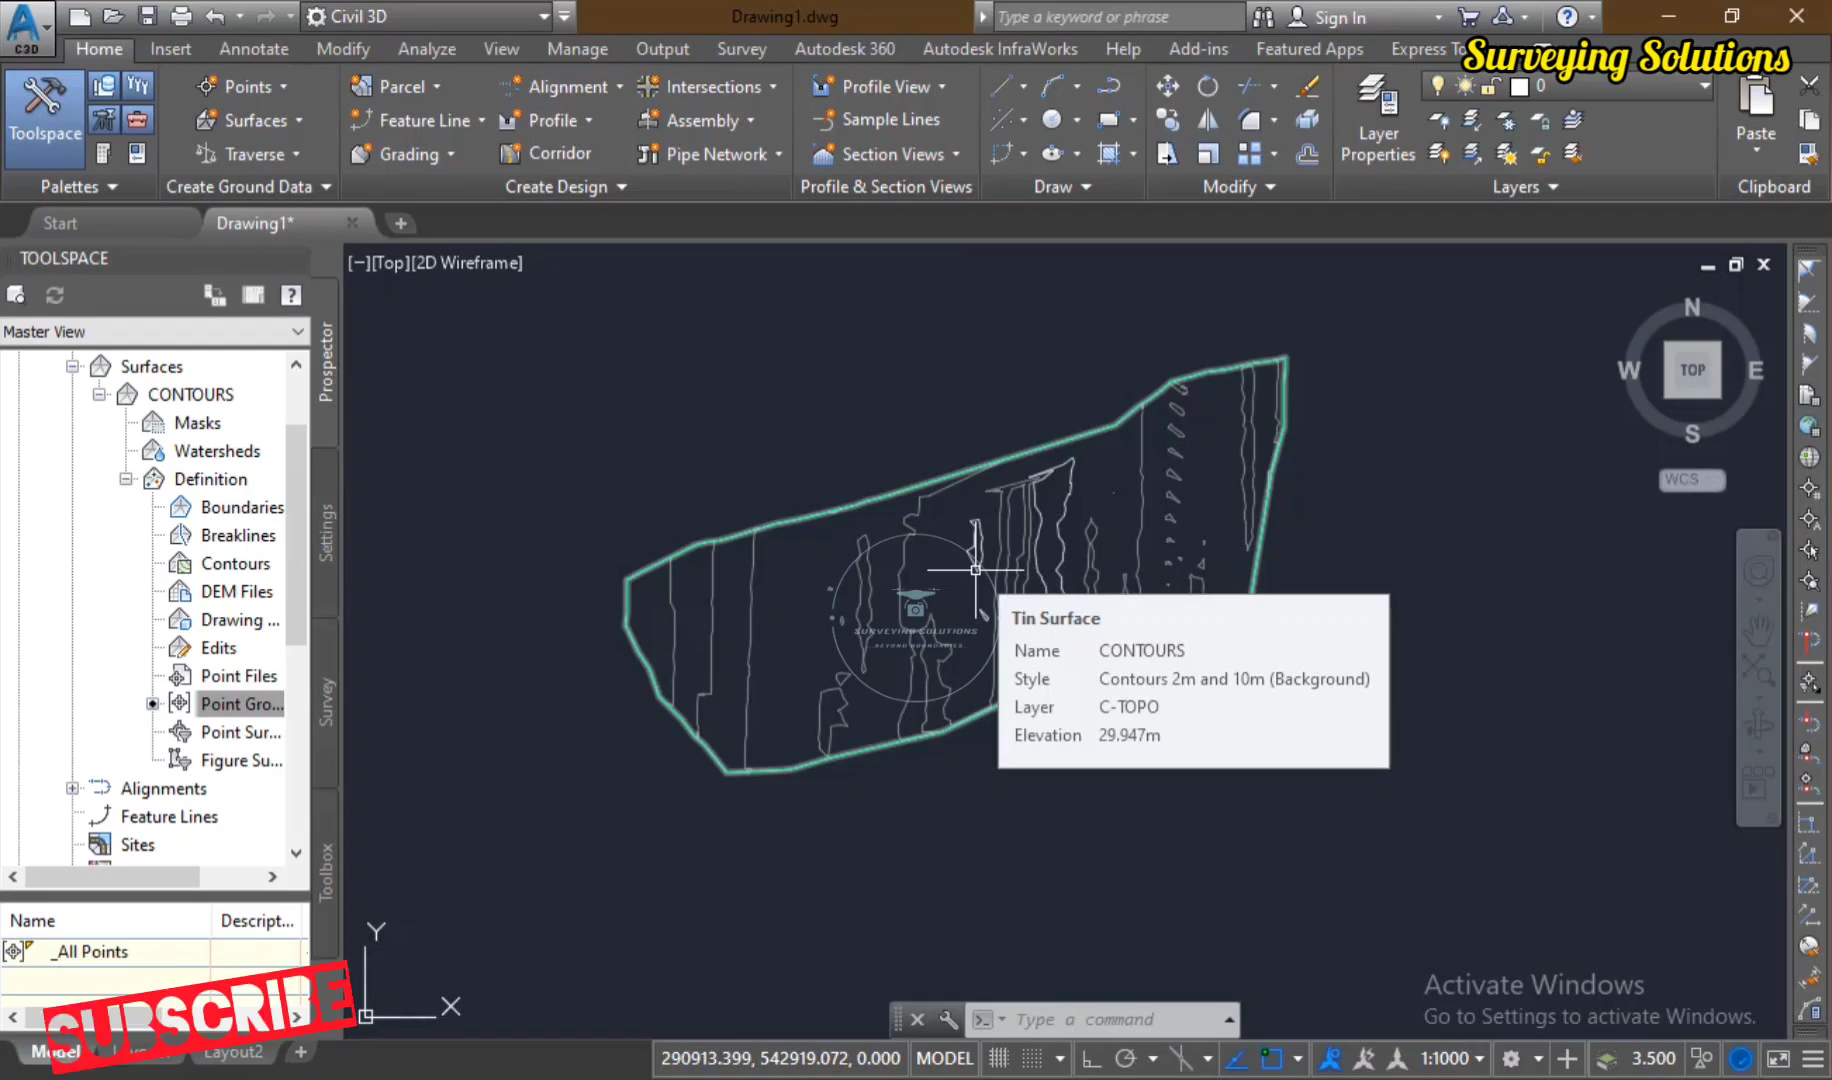 Civil 3D
Drawing1.dwg
Type a keyword or phrase
Sign In
C3D
Home Insert Annotate Modify Analyze View Manage Output Survey Autodesk 360 Autodesk InfraWorks Help Add-ins Featured Apps
Surveying Solutions
Toolspace
Points Parcel Alignment Intersections Profile View 0
Surfaces Feature Line Profile Assembly Sample Lines
Traverse Grading Corridor Pipe Network Section Views
Layer
Properties
Paste
Palettes Create Ground Data Create Design Profile & Section Views Draw Modify Layers Clipboard
Start Drawing1*
TOOLSPACE
[−][Top][2D Wireframe]
Master View
Prospector
Settings
Survey
Toolbox
Surfaces
CONTOURS
Masks
Watersheds
Definition
Boundaries
Breaklines
Contours
DEM Files
Drawing ...
Edits
Point Files
Point Gro...
Point Sur...
Figure Su...
Alignments
Feature Lines
Sites
Name Descript...
_All Points
SUBSCRIBE
N
W TOP E
S
WCS
SURVEYING SOLUTIONS
BEYOND BOUNDARIES
Tin Surface
Name CONTOURS
Style Contours 2m and 10m (Background)
Layer C-TOPO
Elevation 29.947m
Y
X
Activate Windows
Go to Settings to activate Windows.
Type a command
Model Layout2
290913.399, 542919.072, 0.000 MODEL 1:1000 3.500